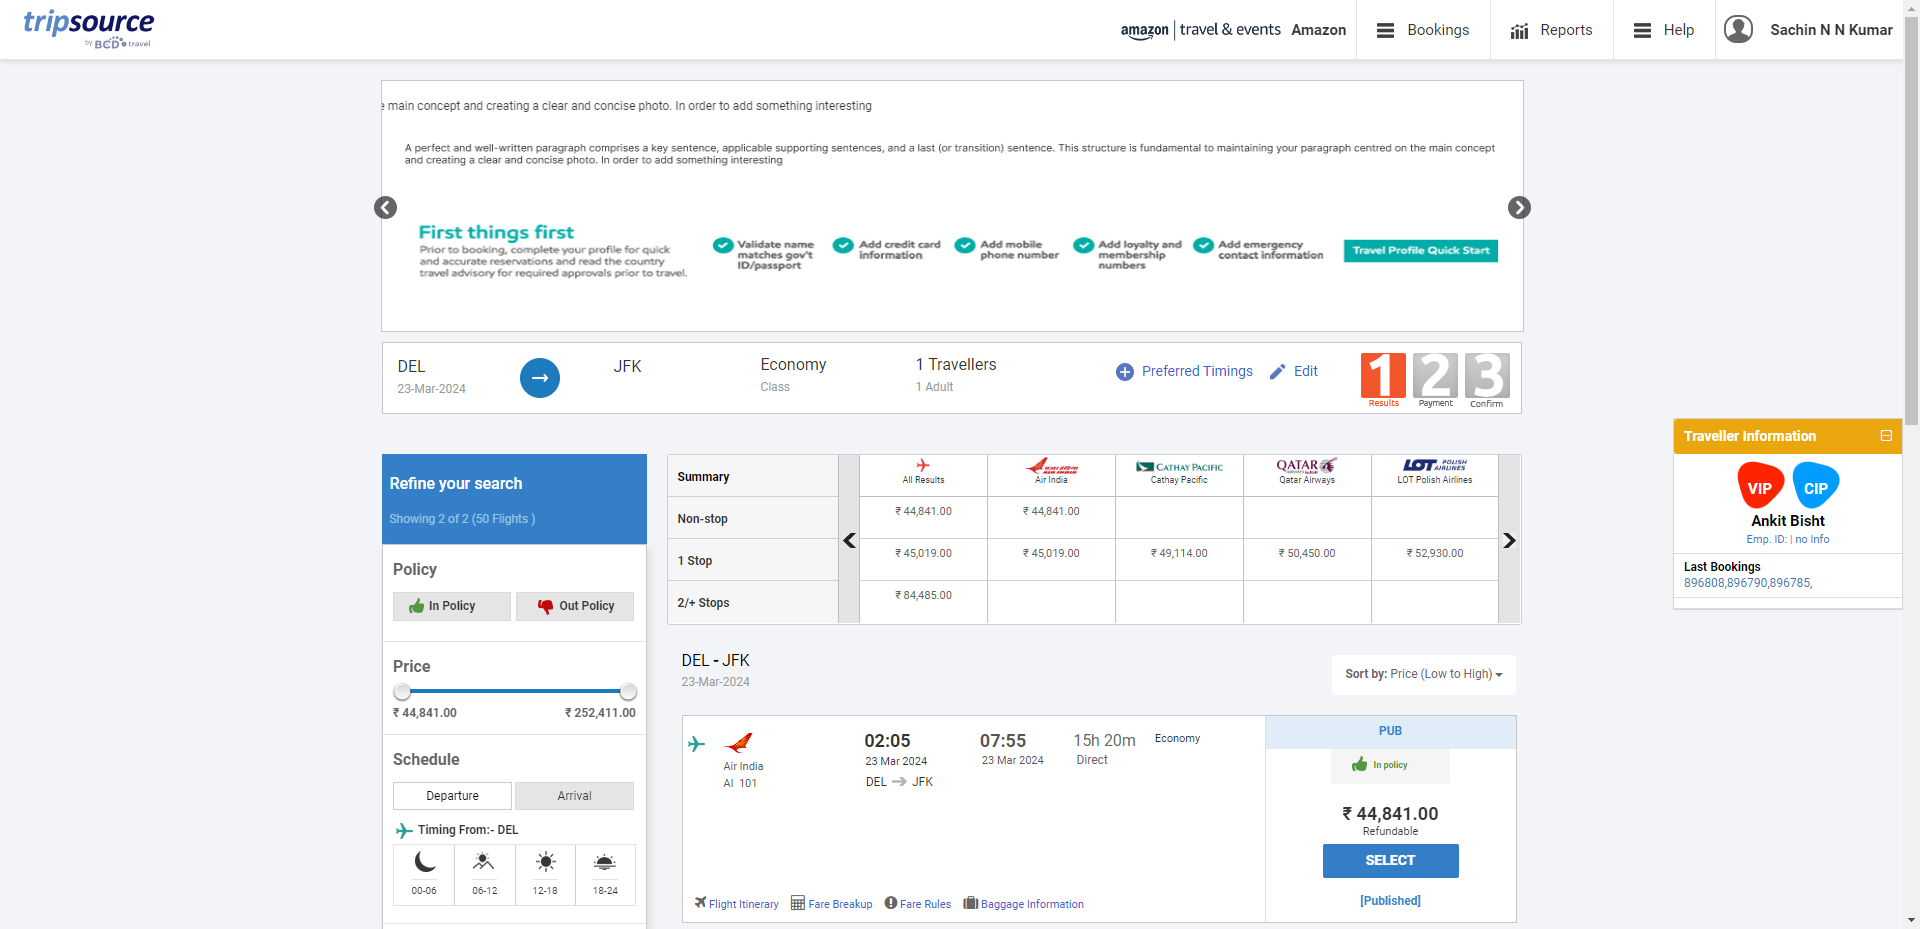 tripsource
by BCD travel
amazon | travel & events Amazon
Bookings
Reports
Help
Sachin N N Kumar
main concept and creating a clear and concise photo. In order to add something interesting
A perfect and well-written paragraph comprises a key sentence, applicable supporting sentences, and a last (or transition) sentence. This structure is fundamental to maintaining your paragraph centred on the main concept
and creating a clear and concise photo. In order to add something interesting
First things first
Prior to booking, complete your profile for quick
and accurate reservations and read the country
travel advisory for required approvals prior to travel.
Validate name
matches gov't
ID/passport
Add credit card
information
Add mobile
phone number
Add loyalty and
membership
numbers
Add emergency
contact information
Travel Profile Quick Start
DEL
23-Mar-2024
JFK
Economy
Class
1 Travellers
1 Adult
Preferred Timings
Edit
1
Results
2
Payment
3
Confirm
Traveller Information
VIP
CIP
Ankit Bisht
Emp. ID: | no Info
Last Bookings
896808,896790,896785,
Refine your search
Showing 2 of 2 (50 Flights )
Policy
In Policy
Out Policy
Price
₹ 44,841.00
₹ 252,411.00
Schedule
Departure
Arrival
Timing From:- DEL
00-06
06-12
12-18
18-24
Summary
All Results
AIR INDIA
Air India
CATHAY PACIFIC
Cathay Pacific
QATAR
Qatar Airways
LOT POLISH AIRLINES
LOT Polish Airlines
Non-stop
₹ 44,841.00
₹ 44,841.00
1 Stop
₹ 45,019.00
₹ 45,019.00
₹ 49,114.00
₹ 50,450.00
₹ 52,930.00
2/+ Stops
₹ 84,485.00
DEL - JFK
23-Mar-2024
Sort by: Price (Low to High)
Air India
AI 101
02:05
23 Mar 2024
DEL JFK
07:55
23 Mar 2024
15h 20m
Direct
Economy
PUB
In policy
₹ 44,841.00
Refundable
SELECT
[Published]
Flight Itinerary
Fare Breakup
Fare Rules
Baggage Information